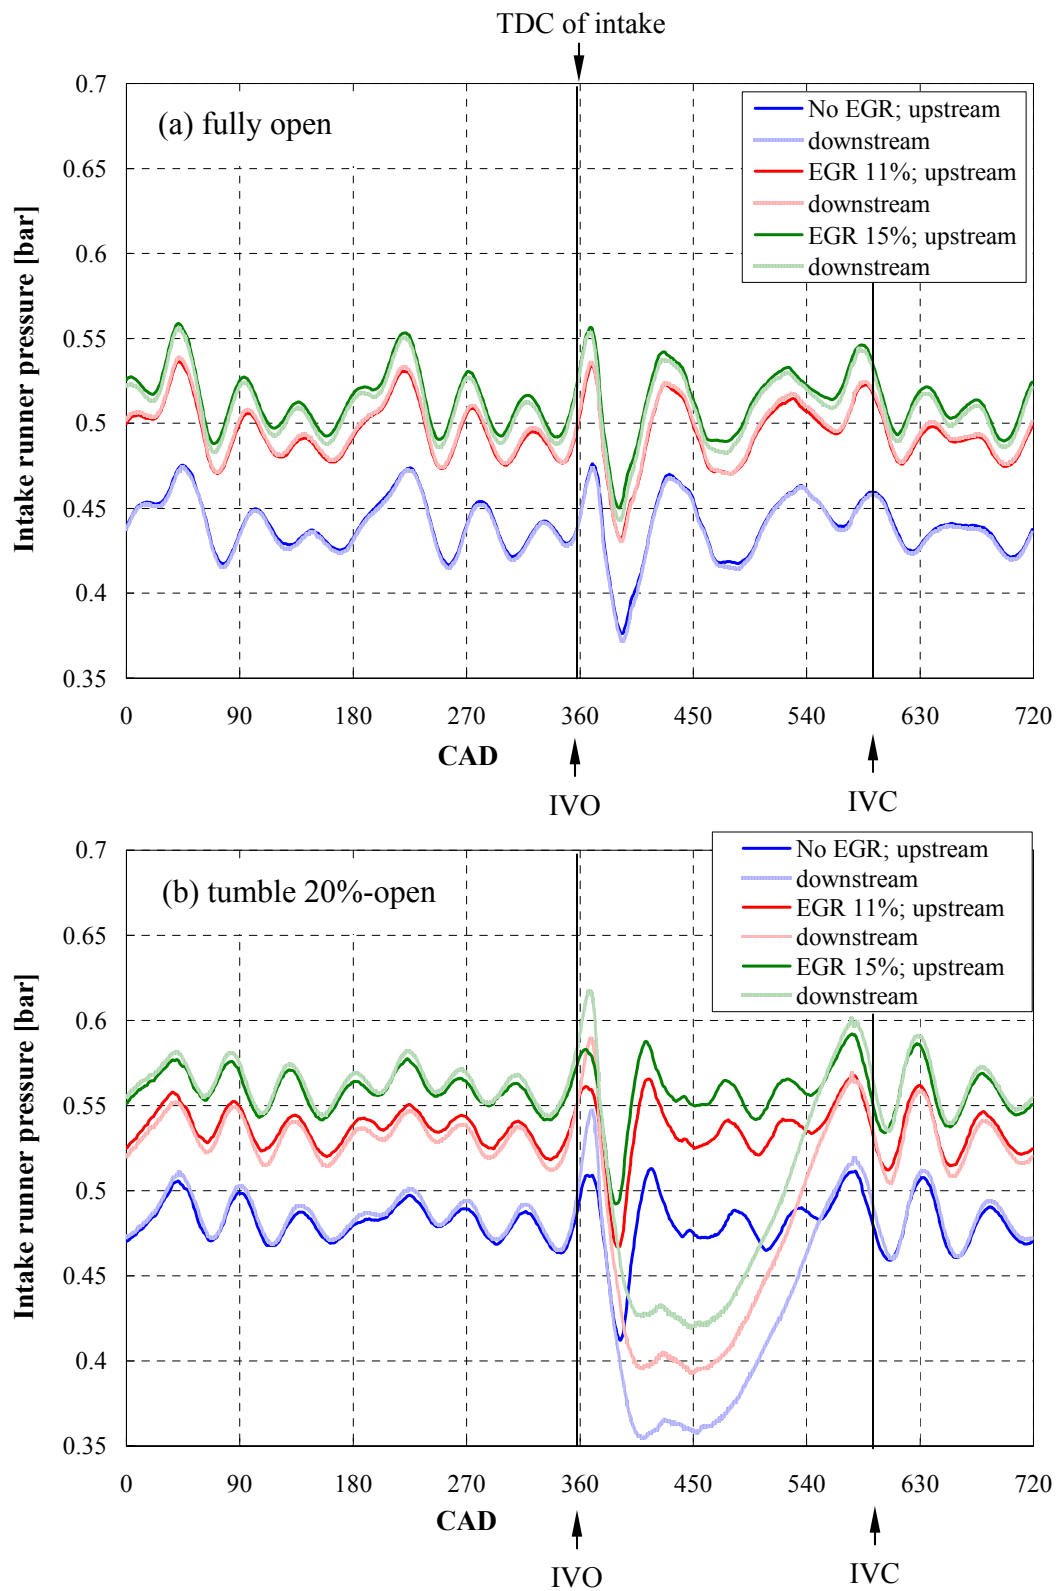 TDC of intake
0.7
(a) fully open
No EGR; upstream
downstream
EGR 11%; upstream
downstream
EGR 15%; upstream
downstream
0.65
0.6
0.55
0.5
0.45
0.4
0.35
Intake runner pressure [bar]
0 90 180 270 360 450 540 630 720
CAD
IVO IVC
0.7
(b) tumble 20%-open
No EGR; upstream
downstream
EGR 11%; upstream
downstream
EGR 15%; upstream
downstream
0.65
0.6
0.55
0.5
0.45
0.4
0.35
Intake runner pressure [bar]
0 90 180 270 360 450 540 630 720
CAD
IVO IVC